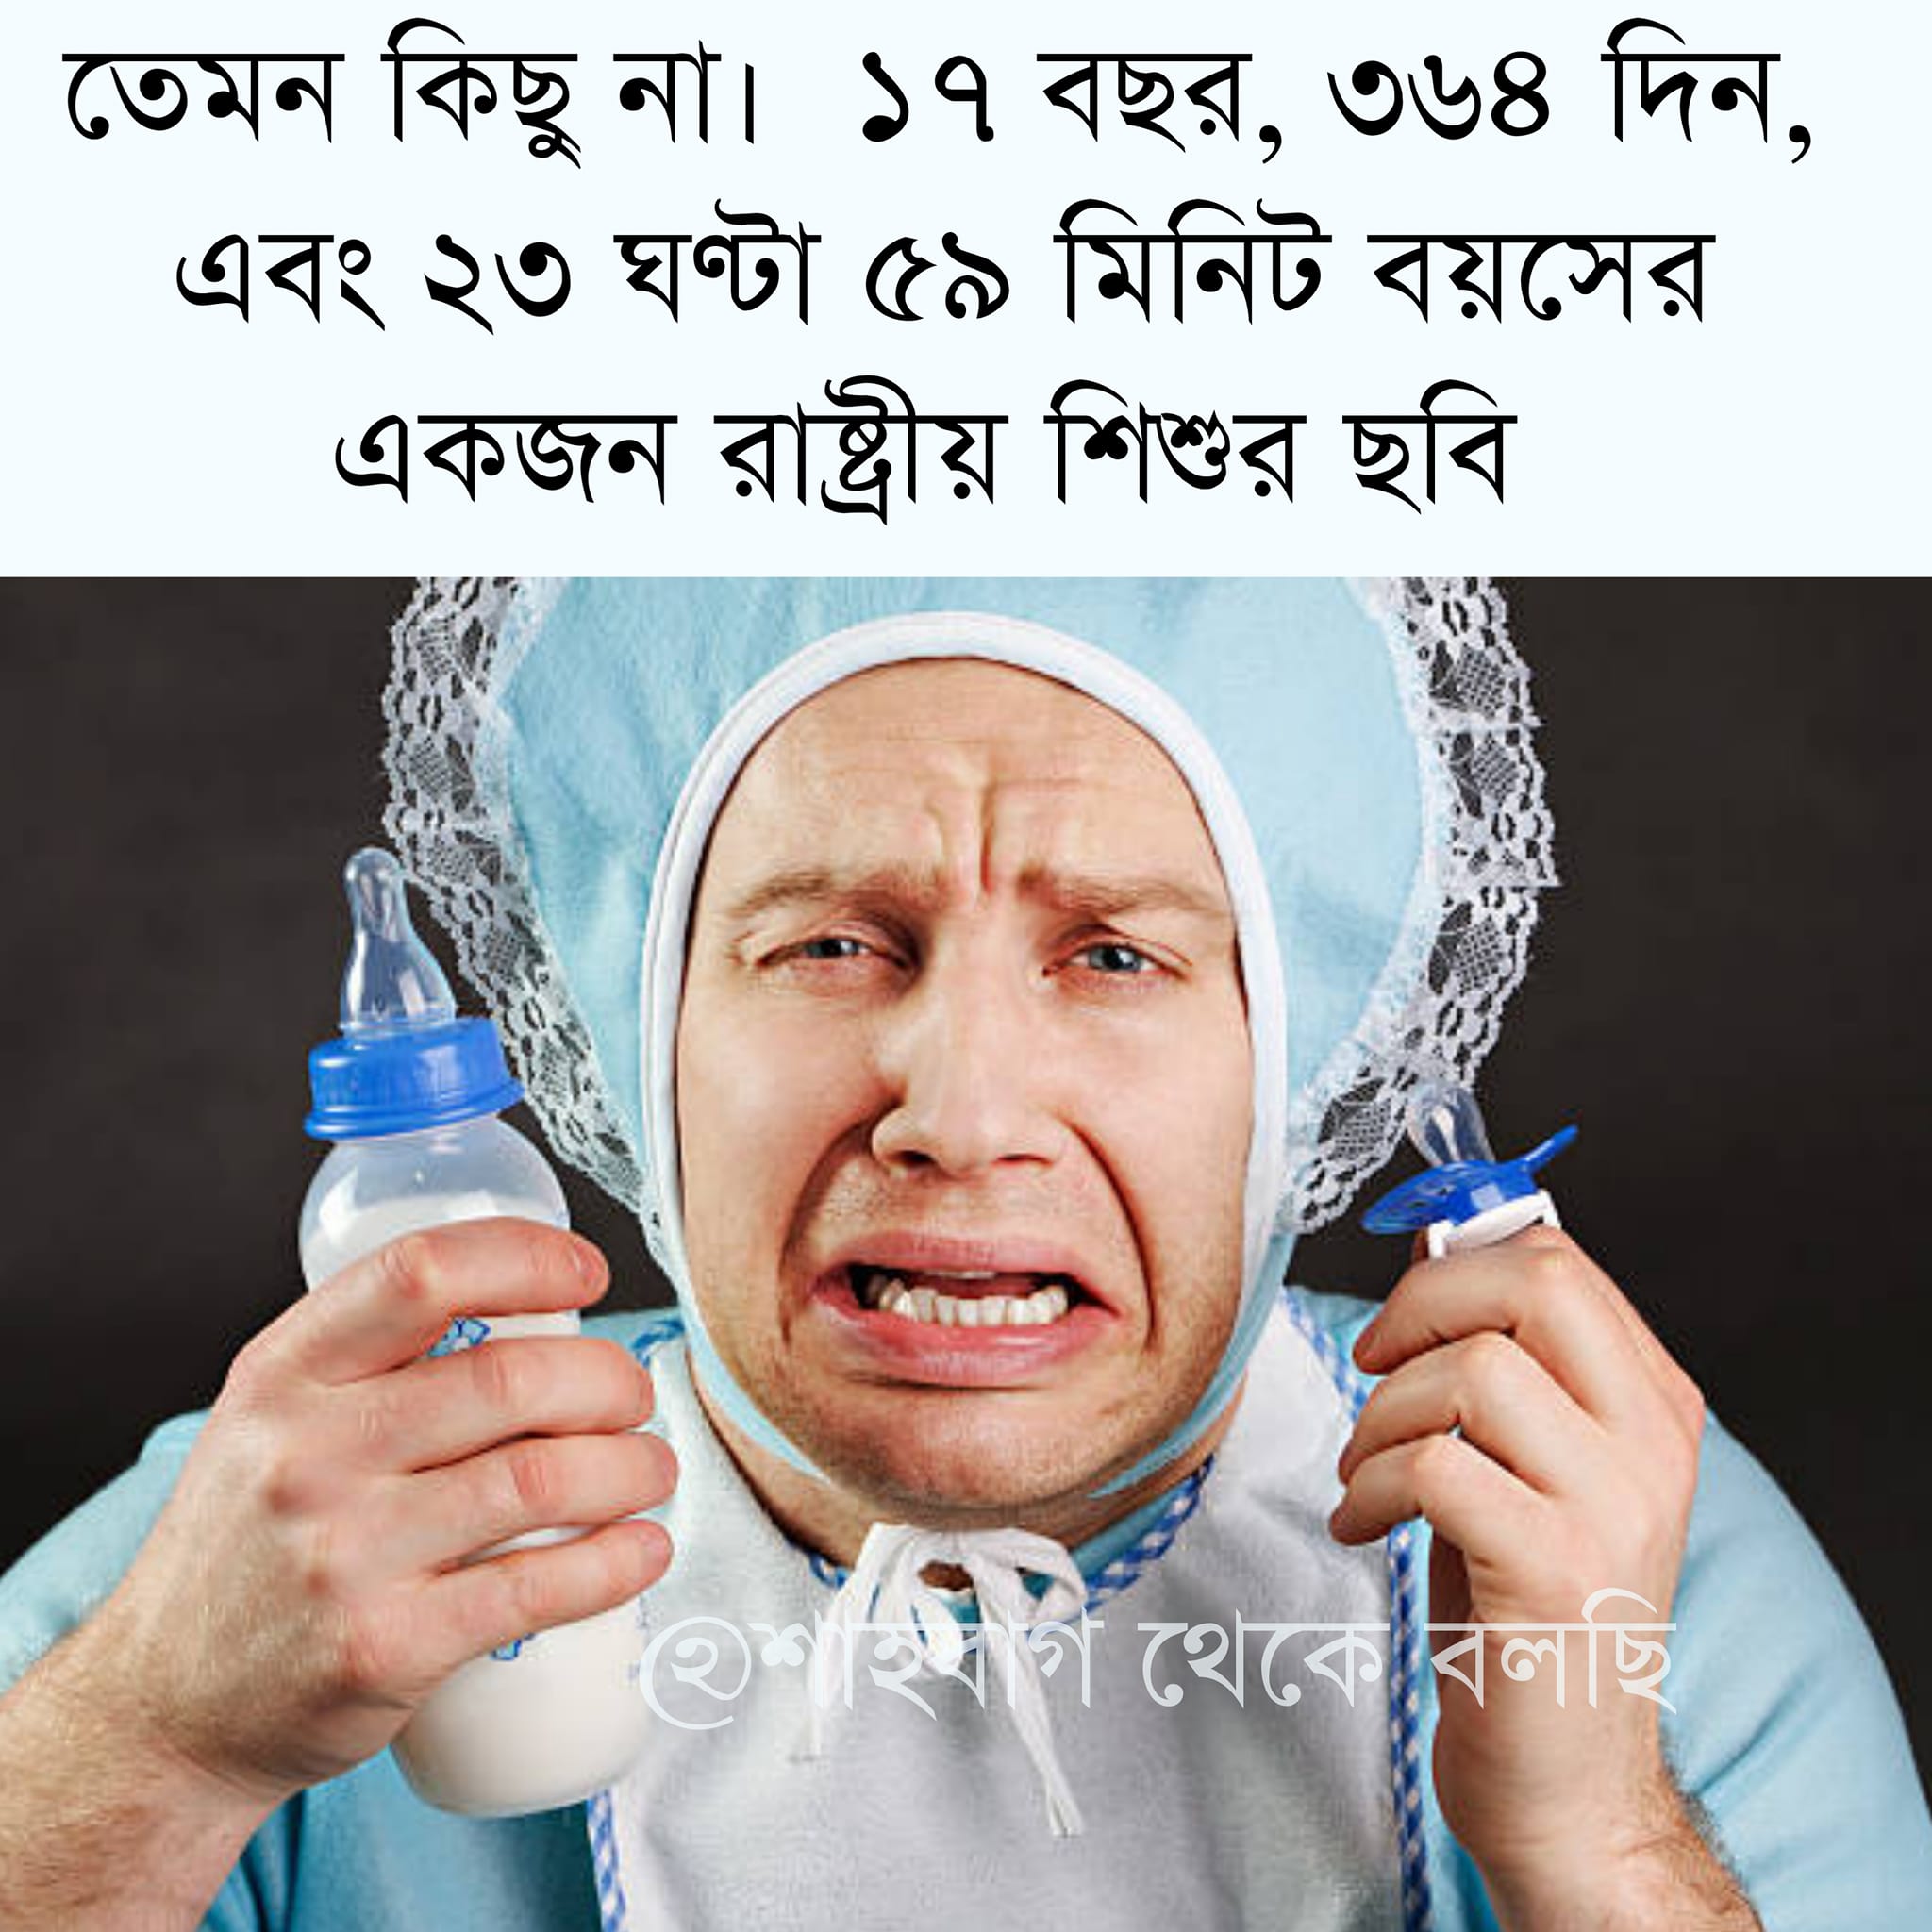 তেমন কিছু না।  ১৭ বছর, ৩৬৪ দিন,
এবং ২৩ ঘণ্টা ৫৯ মিনিট বয়সের
একজন রাষ্ট্রীয় শিশুর ছবি
@শাহবাগ থেকে বলছি